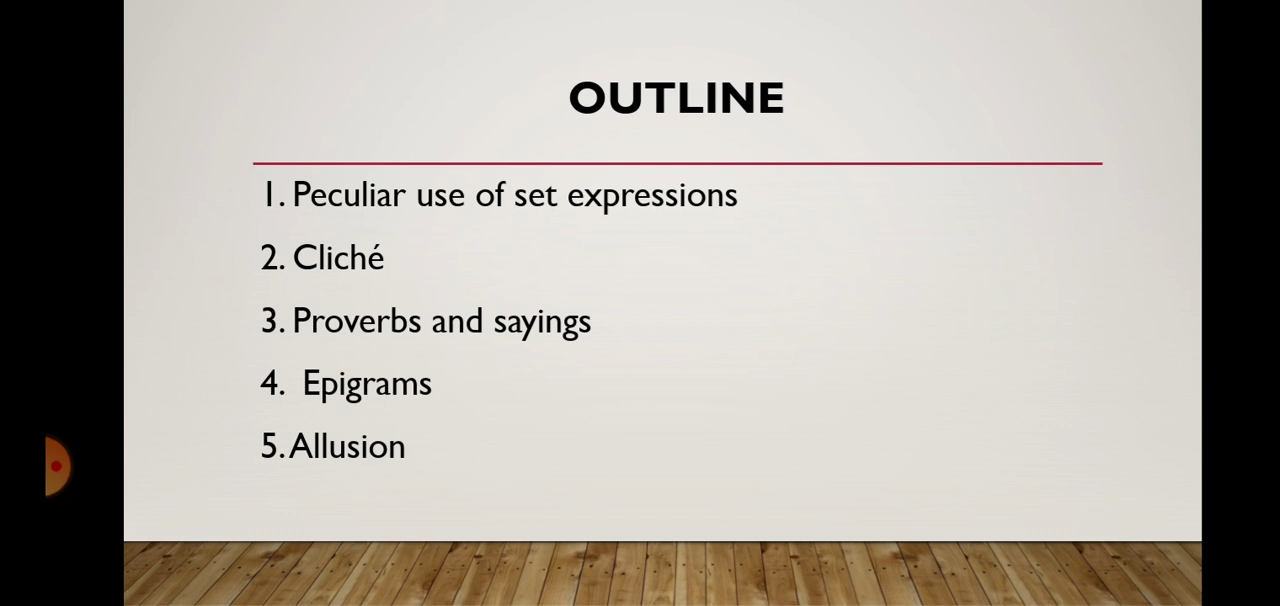 OUTLINE
1. Peculiar use of set expressions
2. Cliché
3. Proverbs and sayings
4. Epigrams
5. Allusion